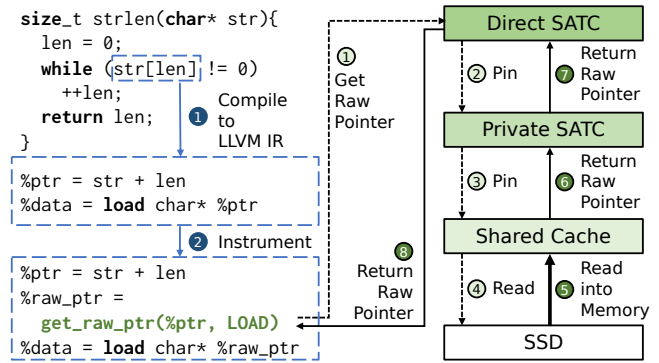 size_t strlen(char* str){
len = 0;
while (str[len] != 0)
++len;
return len;
}
1 Compile
to
LLVM IR
%ptr = str + len
%data = load char* %ptr
2 Instrument
%ptr = str + len
%raw_ptr =
get_raw_ptr(%ptr, LOAD)
%data = load char* %raw_ptr
1
Get
Raw
Pointer
8
Return
Raw
Pointer
Direct SATC
2 Pin
7 Return
Raw
Pointer
Private SATC
3 Pin
6 Return
Raw
Pointer
Shared Cache
4 Read
5 Read
into
Memory
SSD